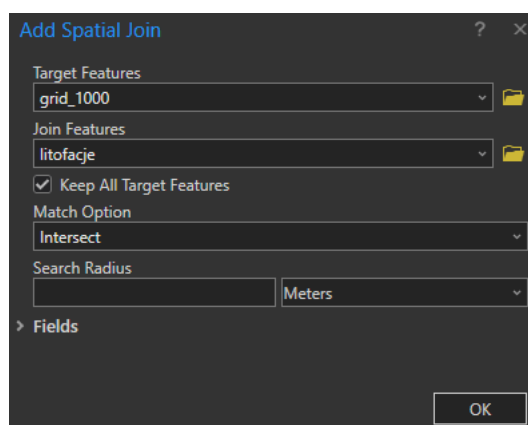 Add Spatial Join ? ×
Target Features
grid_1000
Join Features
litofacje
Keep All Target Features
Match Option
Intersect
Search Radius
Meters
Fields
OK